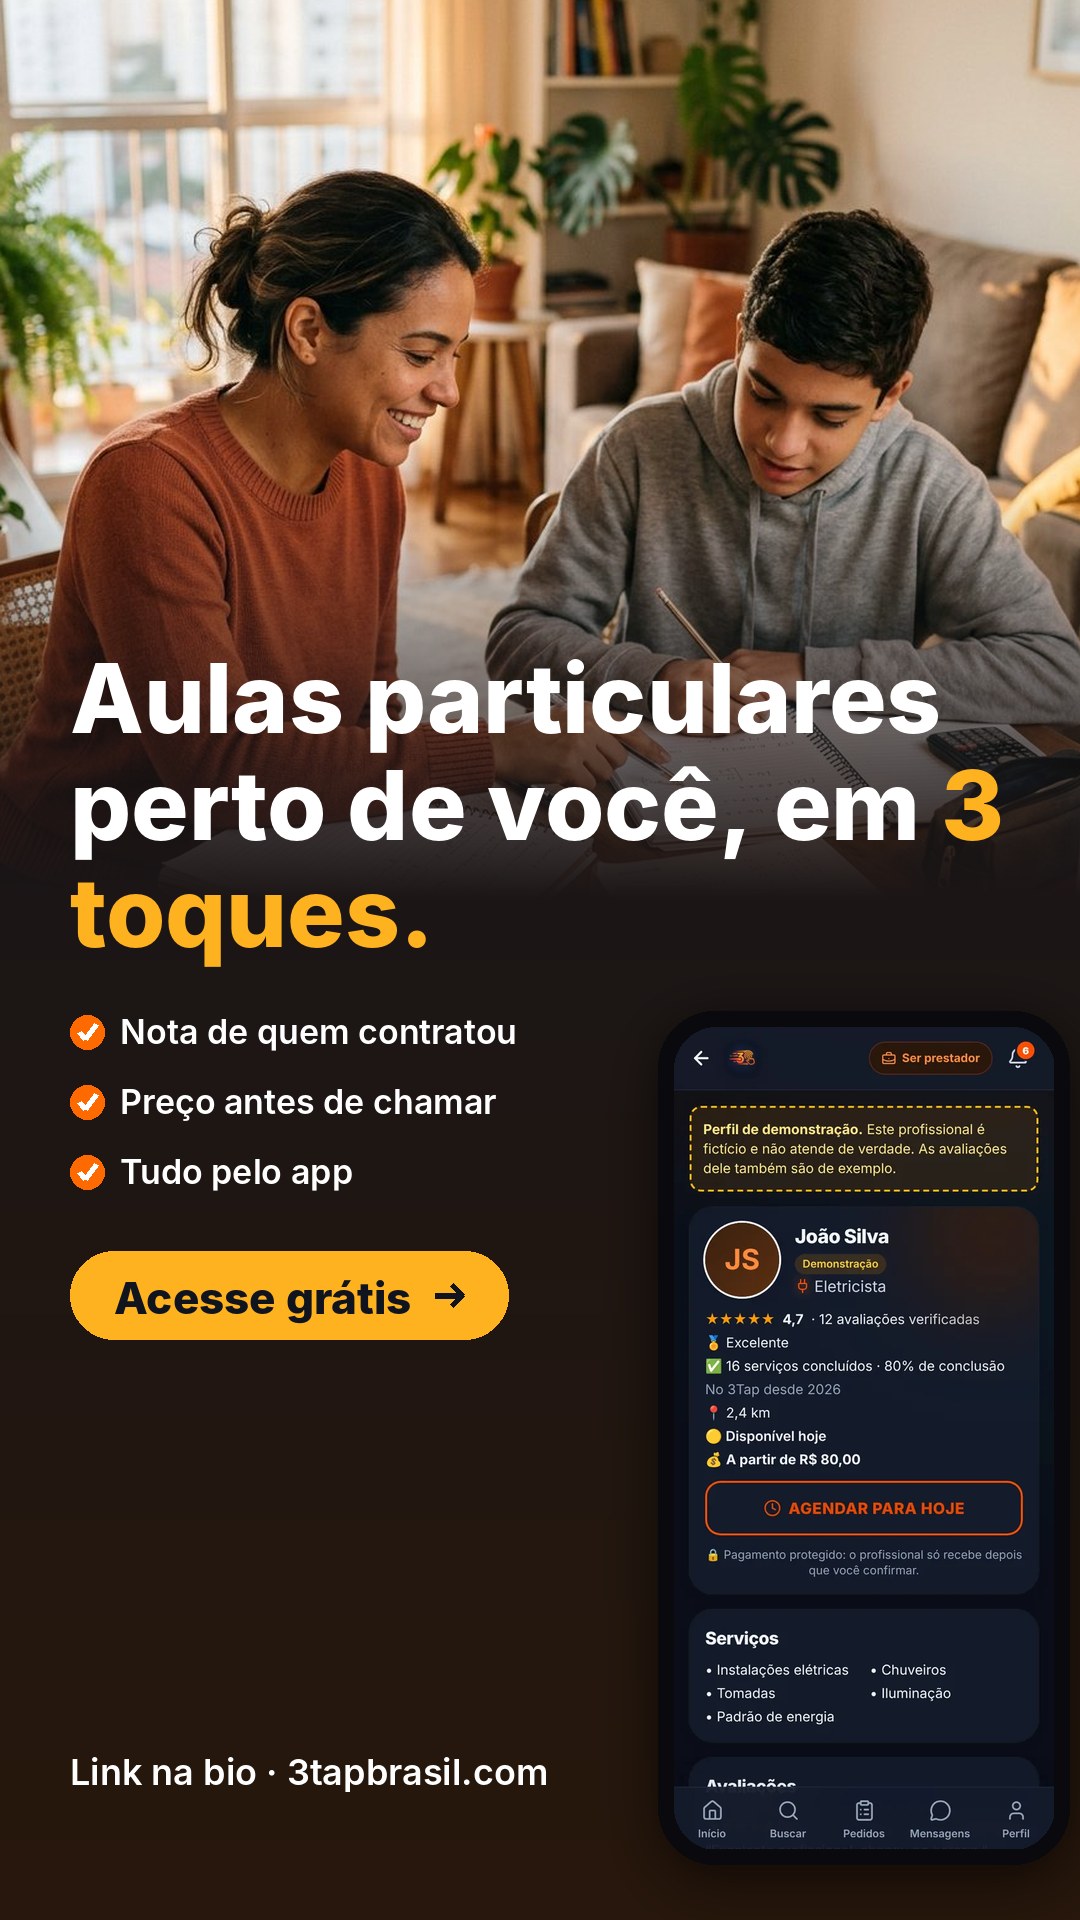 Aulas particulares
perto de você, em 3
toques.
Nota de quem contratou
Preço antes de chamar
Tudo pelo app
Acesse grátis →
Link na bio · 3tapbrasil.com
3
Ser prestador
6
Perfil de demonstração. Este profissional é
fictício e não atende de verdade. As avaliações
dele também são de exemplo.
JS
João Silva
Demonstração
Eletricista
★★★★★ 4,7 · 12 avaliações verificadas
🏅 Excelente
✅ 16 serviços concluídos · 80% de conclusão
No 3Tap desde 2026
📍 2,4 km
🟡 Disponível hoje
💰 A partir de R$ 80,00
AGENDAR PARA HOJE
🔒 Pagamento protegido: o profissional só recebe depois
que você confirmar.
Serviços
• Instalações elétricas • Chuveiros
• Tomadas • Iluminação
• Padrão de energia
Avaliações
Início Buscar Pedidos Mensagens Perfil